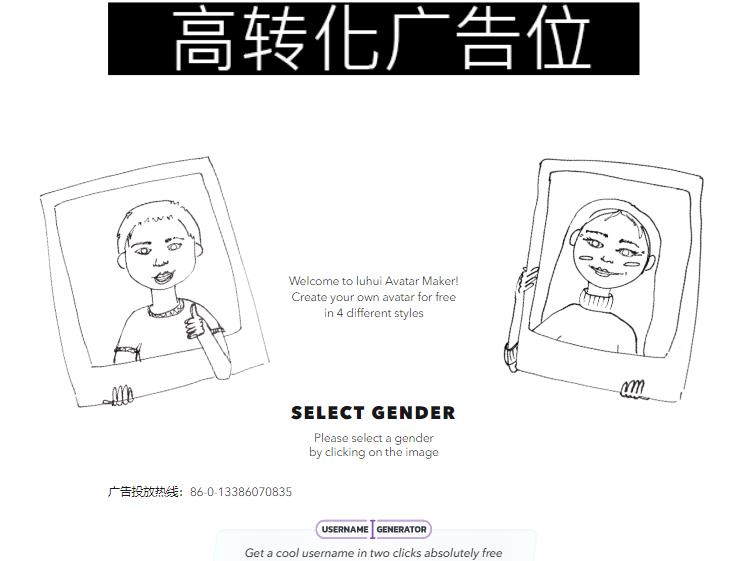 高转化广告位
Welcome to luhui Avatar Maker!
Create your own avatar for free
in 4 different styles
SELECT GENDER
Please select a gender
by clicking on the image
广告投放热线：86-0-13386070835
USERNAME GENERATOR
Get a cool username in two clicks absolutely free